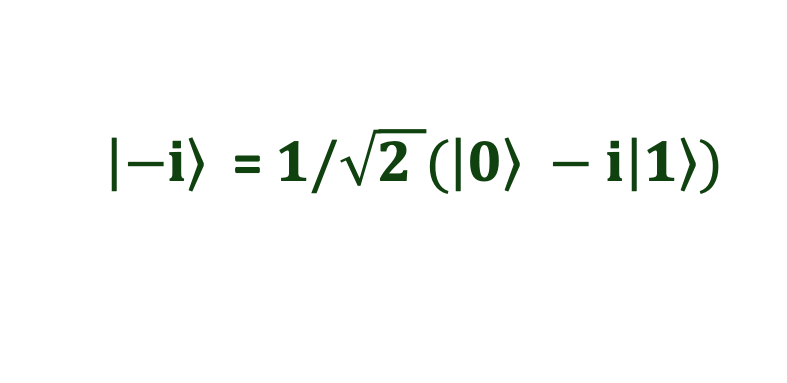 |−i⟩ = 1/√2 (|0⟩ − i|1⟩)